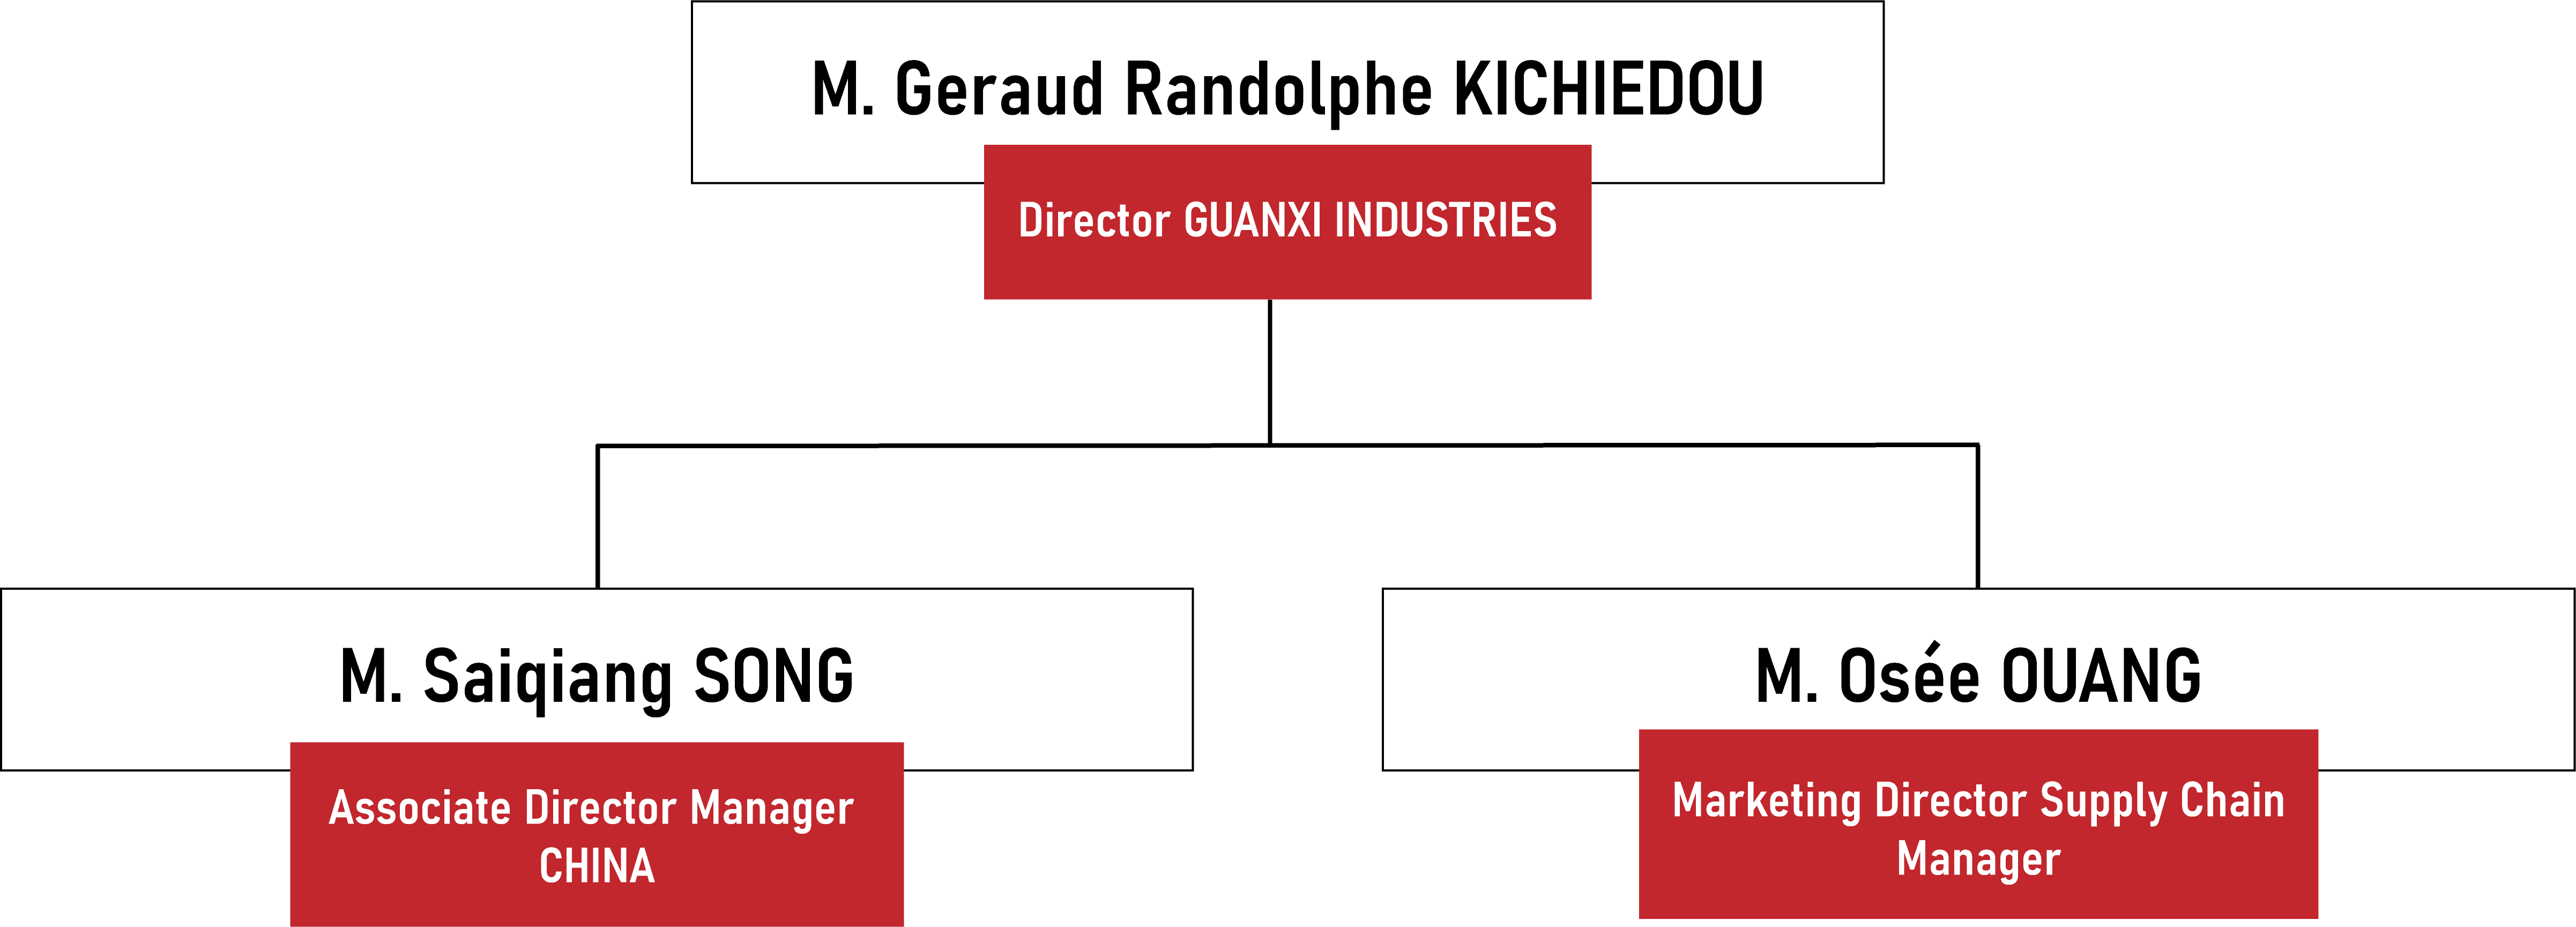 M. Geraud Randolphe KICHIEDOU
Director GUANXI INDUSTRIES
M. Saiqiang SONG
Associate Director Manager
CHINA
M. Osée OUANG
Marketing Director Supply Chain
Manager